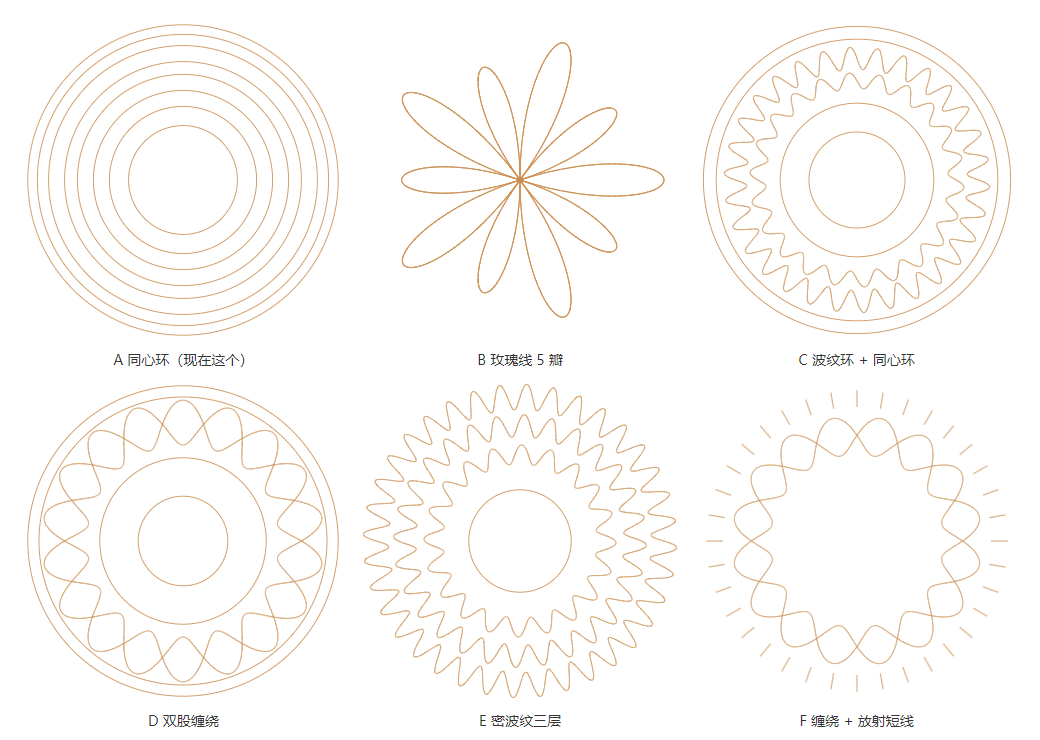 A 同心环（现在这个）
B 玫瑰线 5 瓣
C 波纹环 + 同心环
D 双股缠绕
E 密波纹三层
F 缠绕 + 放射短线